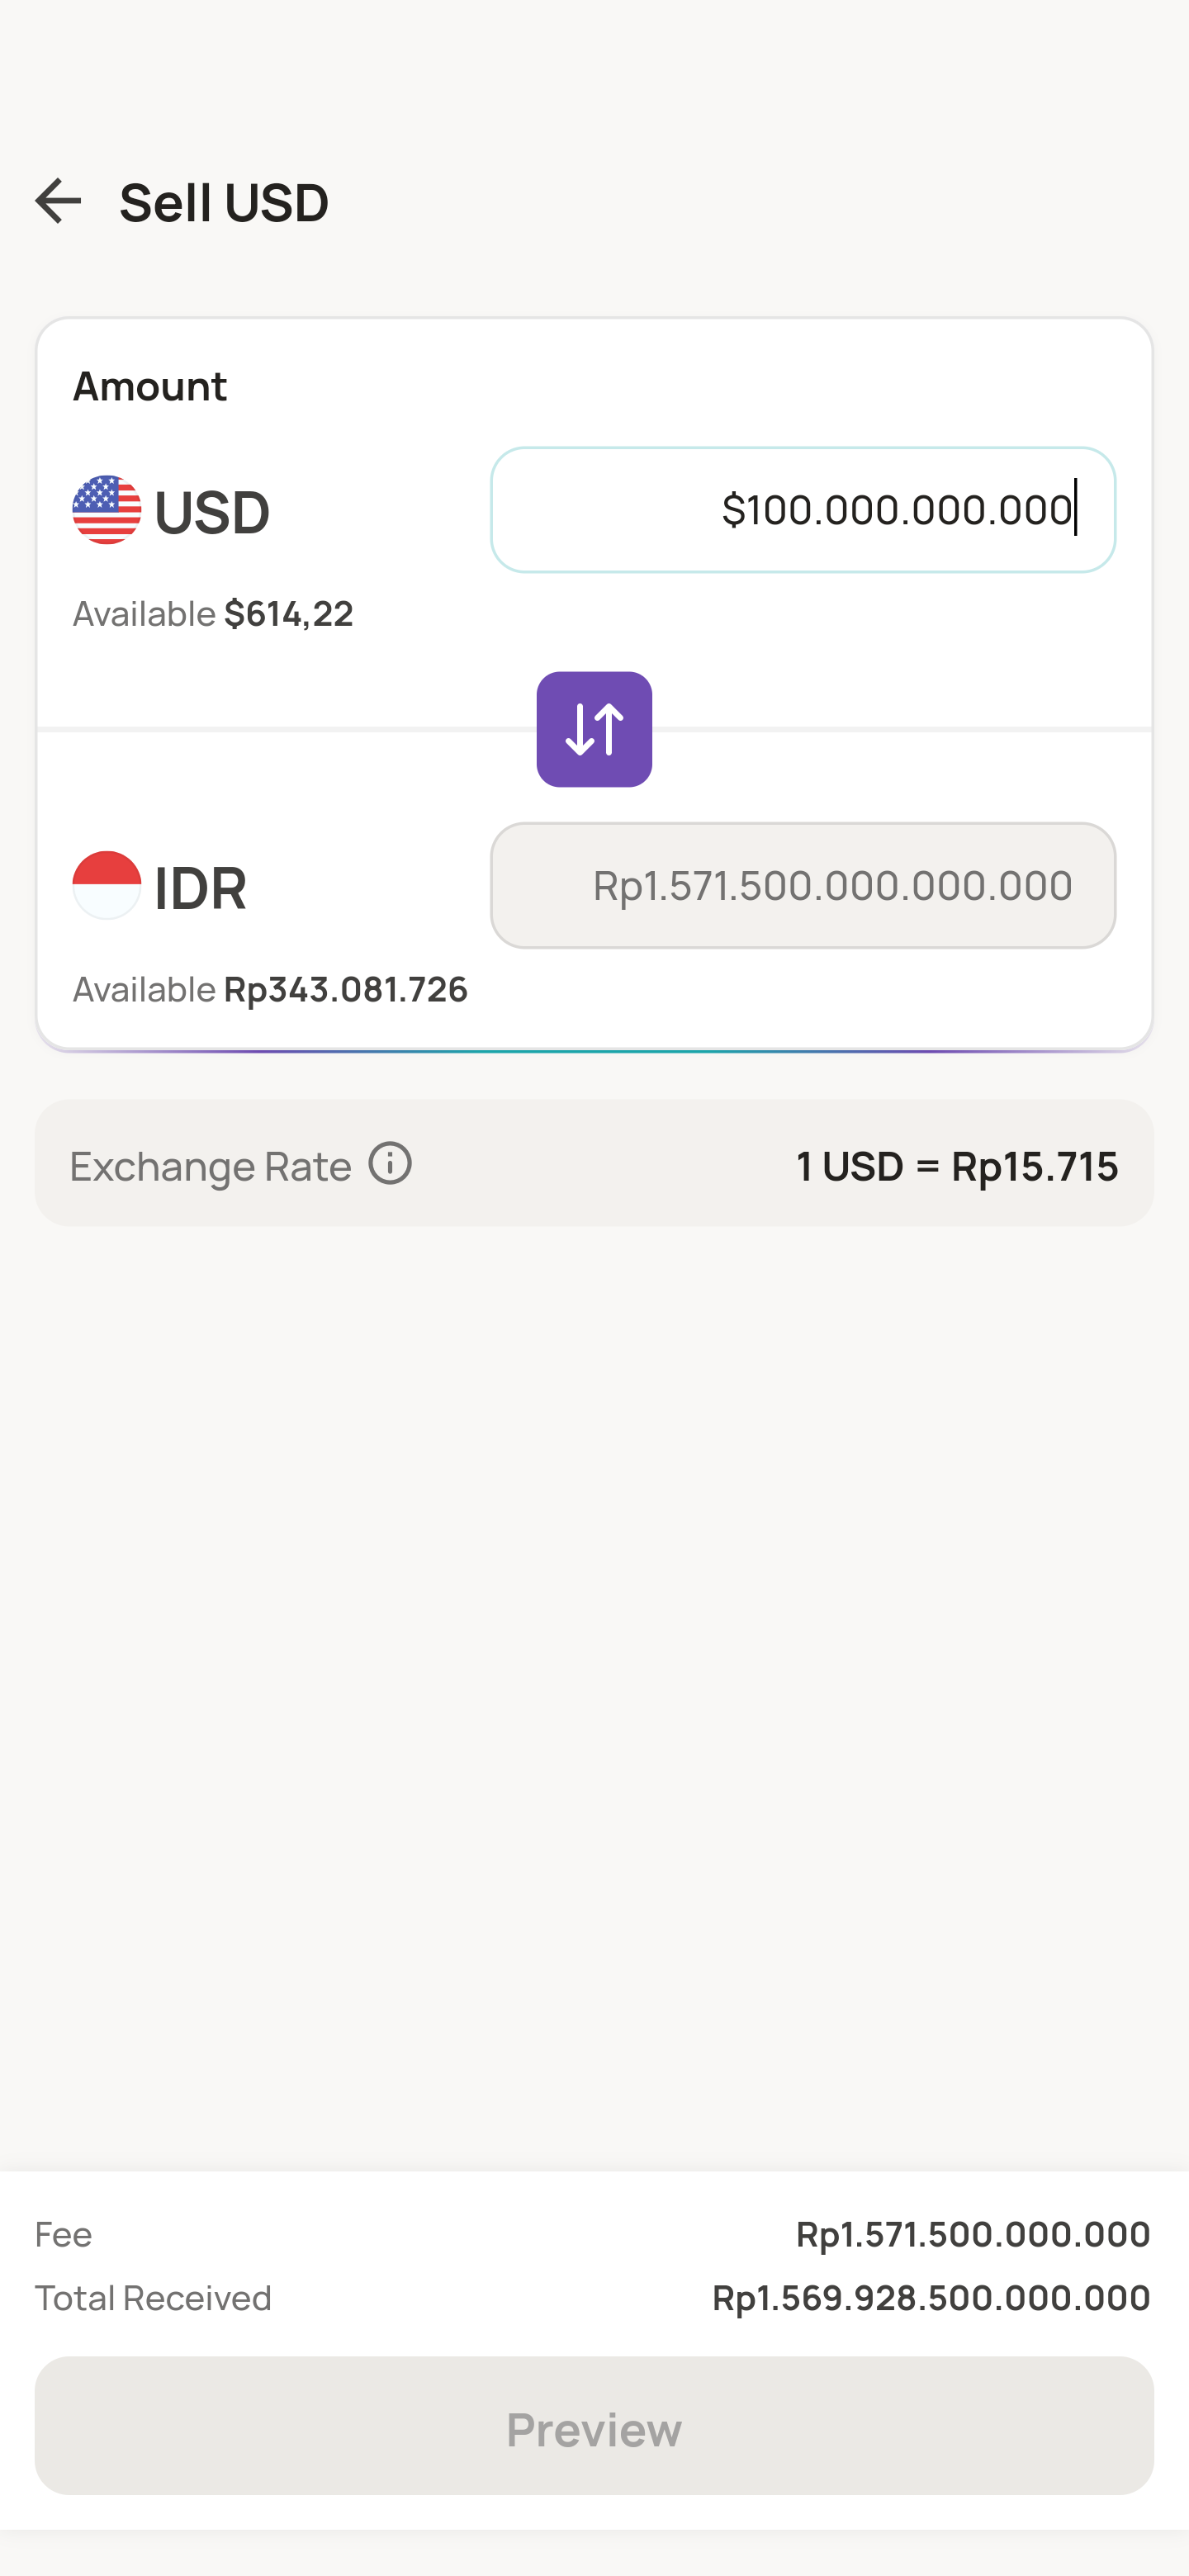 Sell USD
Amount
USD
$100.000.000.000
Available $614,22
IDR
Rp1.571.500.000.000.000
Available Rp343.081.726
Exchange Rate
1 USD = Rp15.715
Fee
Rp1.571.500.000.000
Total Received
Rp1.569.928.500.000.000
Preview